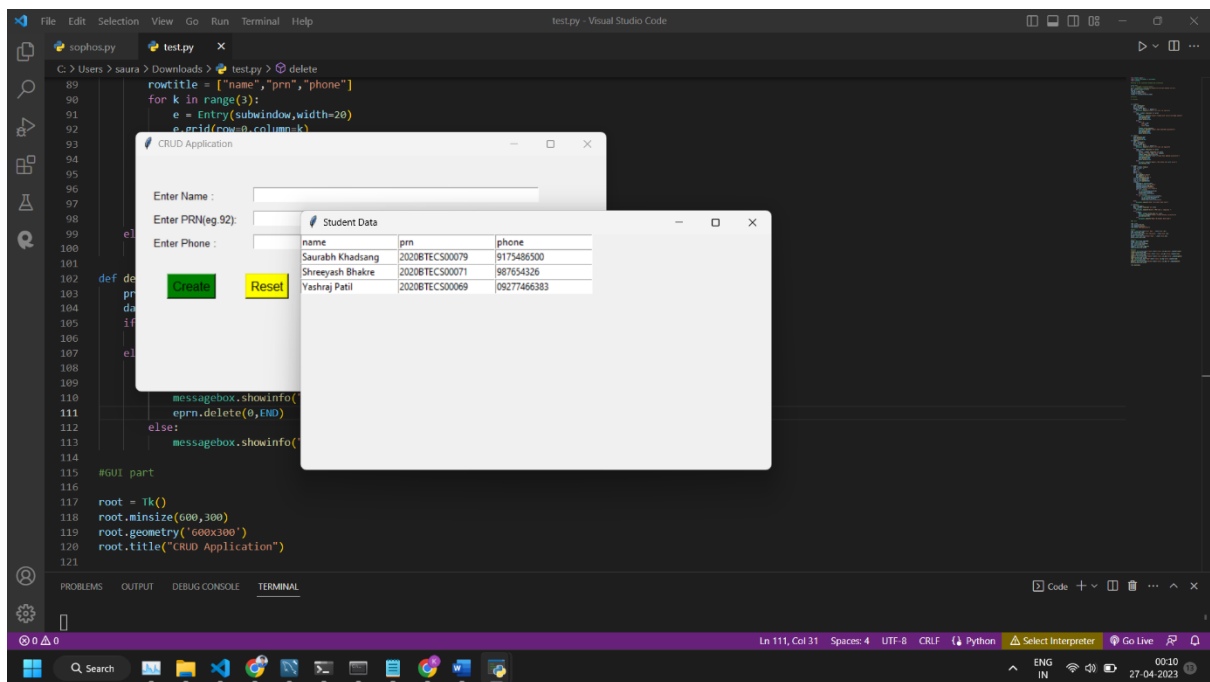 File Edit Selection View Go Run Terminal Help
test.py - Visual Studio Code
sophos.py
test.py
C: > Users > saura > Downloads > test.py > delete
89 rowtitle = ["name","prn","phone"]
90 for k in range(3):
91 e = Entry(subwindow,width=20)
92 e.grid(row=0,column=k)
93
94
95
96
97
98
99 el
100
101
102 def de
103 pr
104 da
105 if
106
107 el
108
109
110 messagebox.showinfo('
111 eprn.delete(0,END)
112 else:
113 messagebox.showinfo('
114
115 #GUI part
116
117 root = Tk()
118 root.minsize(600,300)
119 root.geometry('600x300')
120 root.title("CRUD Application")
121
CRUD Application
Enter Name :
Enter PRN(eg.92):
Enter Phone :
Create Reset
Student Data
name prn phone
Saurabh Khadsang 2020BTECS00079 9175486500
Shreeyash Bhakre 2020BTECS00071 987654326
Yashraj Patil 2020BTECS00069 09277466383
PROBLEMS OUTPUT DEBUG CONSOLE TERMINAL
Code
0 0
Ln 111, Col 31 Spaces: 4 UTF-8 CRLF Python Select Interpreter Go Live
Search
ENG
IN
00:10
27-04-2023